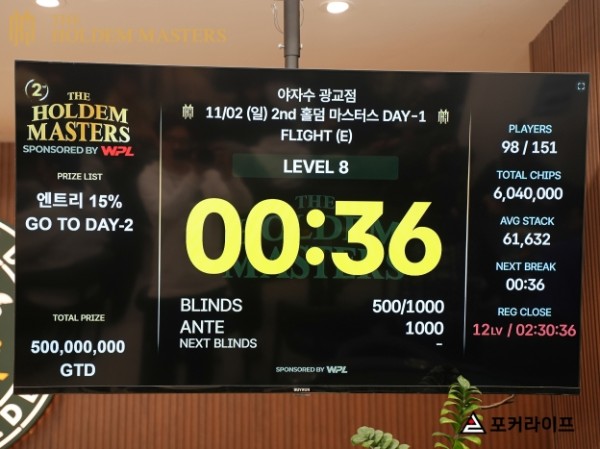 THE
HOLDEM MASTERS
2nd
THE
HOLDEM
MASTERS
SPONSORED BY WPL
PRIZE LIST
엔트리 15%
GO TO DAY-2
TOTAL PRIZE
500,000,000
GTD
야자수 광교점
11/02 (일) 2nd 홀덤 마스터스 DAY-1
FLIGHT (E)
LEVEL 8
THE
HOLDEM
MASTERS
00:36
BLINDS 500/1000
ANTE 1000
NEXT BLINDS -
SPONSORED BY WPL
PLAYERS
98 / 151
TOTAL CHIPS
6,040,000
AVG STACK
61,632
NEXT BREAK
00:36
REG CLOSE
12LV / 02:30:36
포커라이프